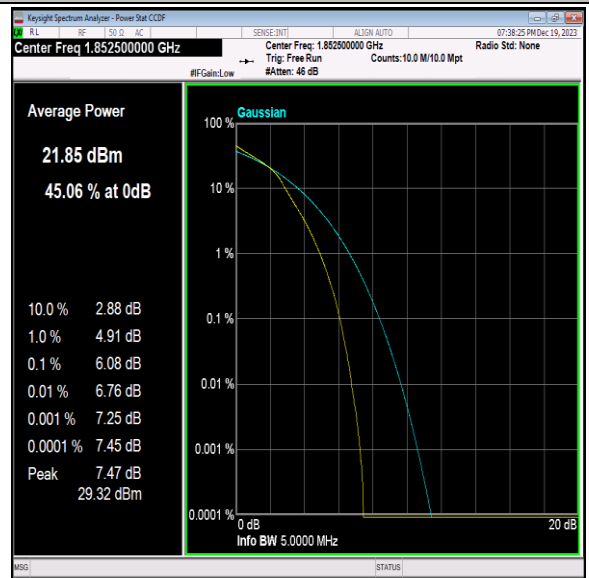 Keysight Spectrum Analyzer - Power Stat CCDF
RL RF 50 Ω AC SENSE:INT ALIGN AUTO 07:38:25 PM Dec 19, 2023
Center Freq 1.852500000 GHz Center Freq: 1.852500000 GHz Radio Std: None
Trig: Free Run Counts:10.0 M/10.0 Mpt
#IFGain:Low #Atten: 46 dB
Average Power
21.85 dBm
45.06 % at 0dB
10.0 % 2.88 dB
1.0 % 4.91 dB
0.1 % 6.08 dB
0.01 % 6.76 dB
0.001 % 7.25 dB
0.0001 % 7.45 dB
Peak 7.47 dB
29.32 dBm
Gaussian
100 %
10 %
1 %
0.1 %
0.01 %
0.001 %
0.0001 %
0 dB 20 dB
Info BW 5.0000 MHz
MSG STATUS